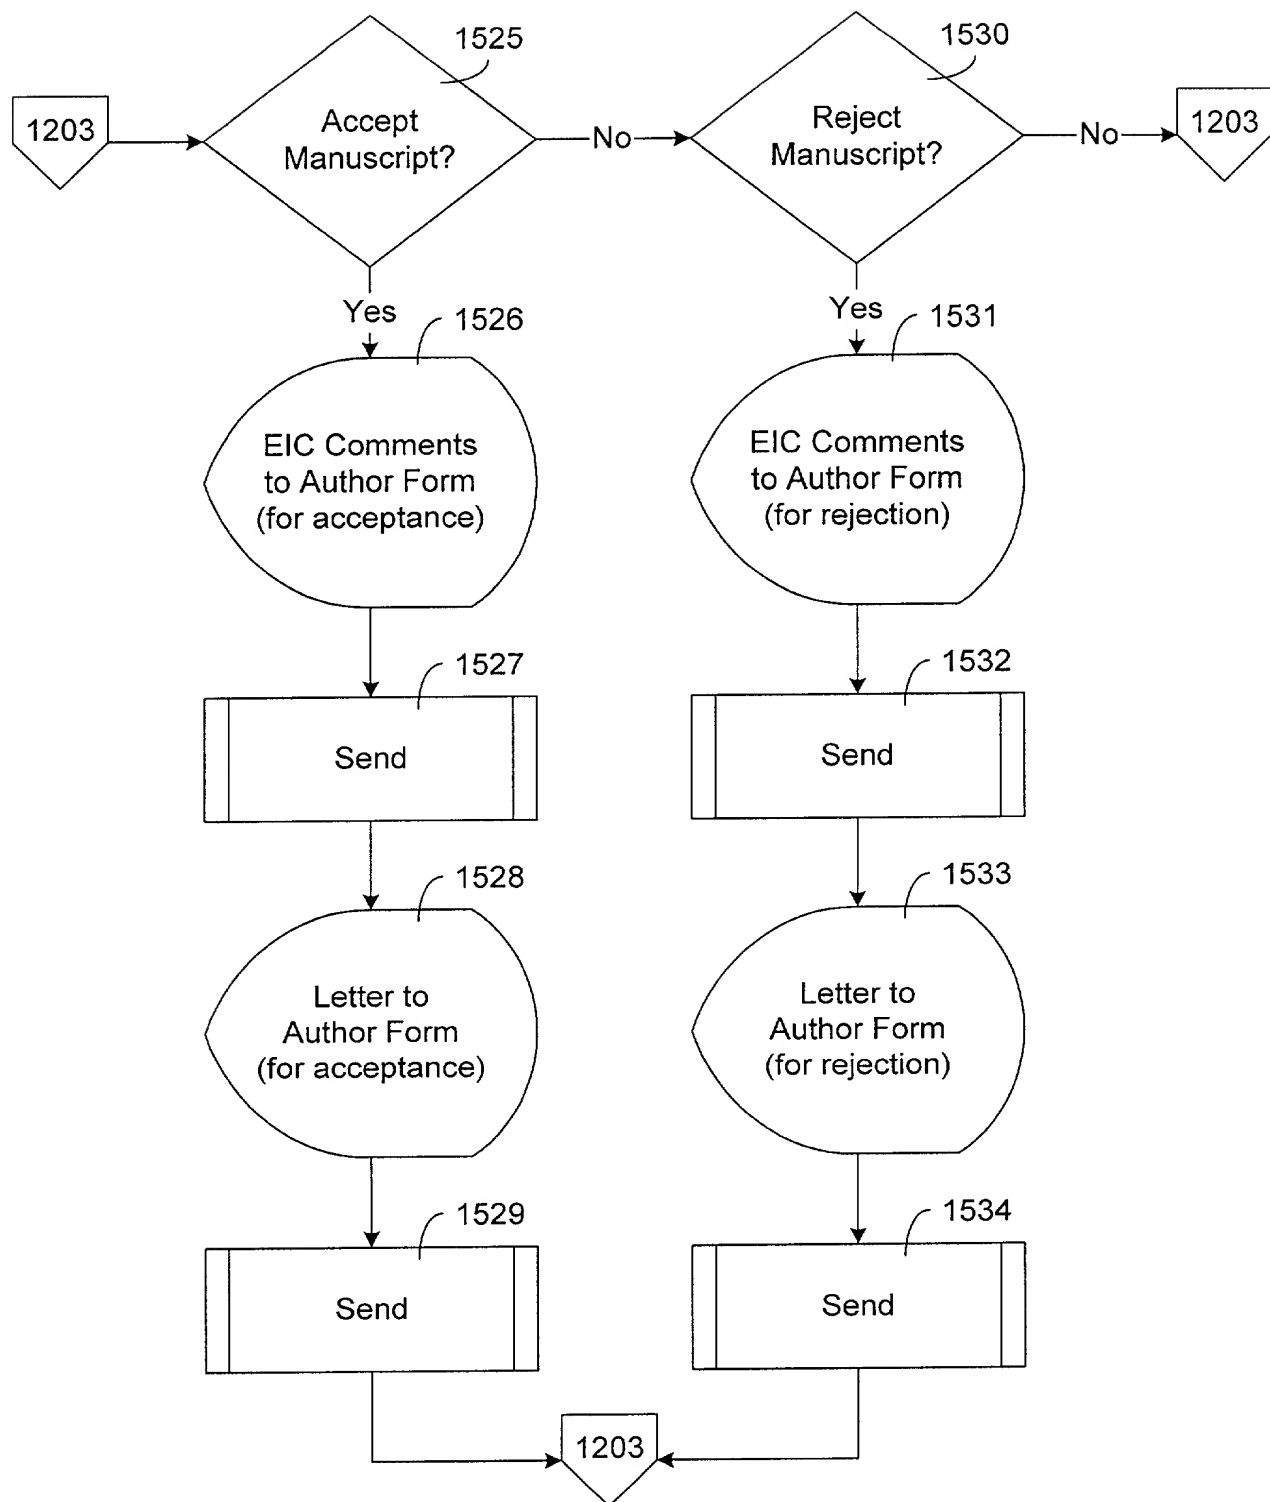 1525
1530
1203
Accept
Manuscript?
No
Reject
Manuscript?
No
1203
Yes
1526
Yes
1531
EIC Comments
to Author Form
(for acceptance)
EIC Comments
to Author Form
(for rejection)
1527
1532
Send
Send
1528
1533
Letter to
Author Form
(for acceptance)
Letter to
Author Form
(for rejection)
1529
1534
Send
Send
1203